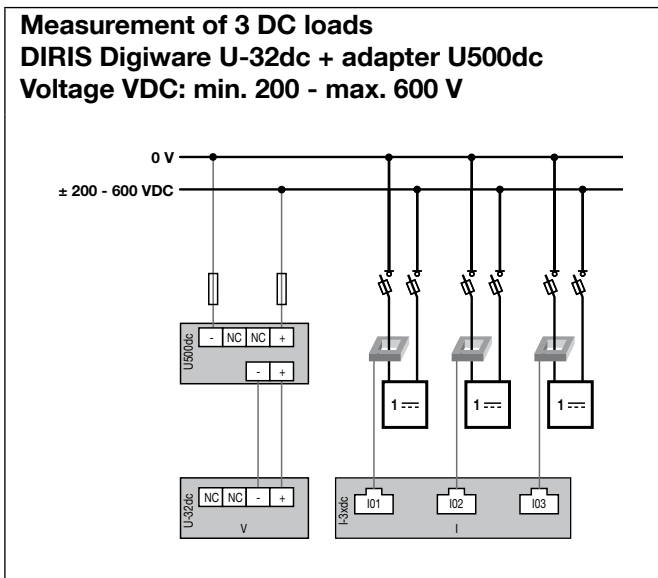 Measurement of 3 DC loads
DIRIS Digiware U-32dc + adapter U500dc
Voltage VDC: min. 200 - max. 600 V
0 V
± 200 - 600 VDC
U500dc
- NC NC +
- +
1 1 1
U-32dc
NC NC - +
V
I-3xdc
I01 I02 I03
I